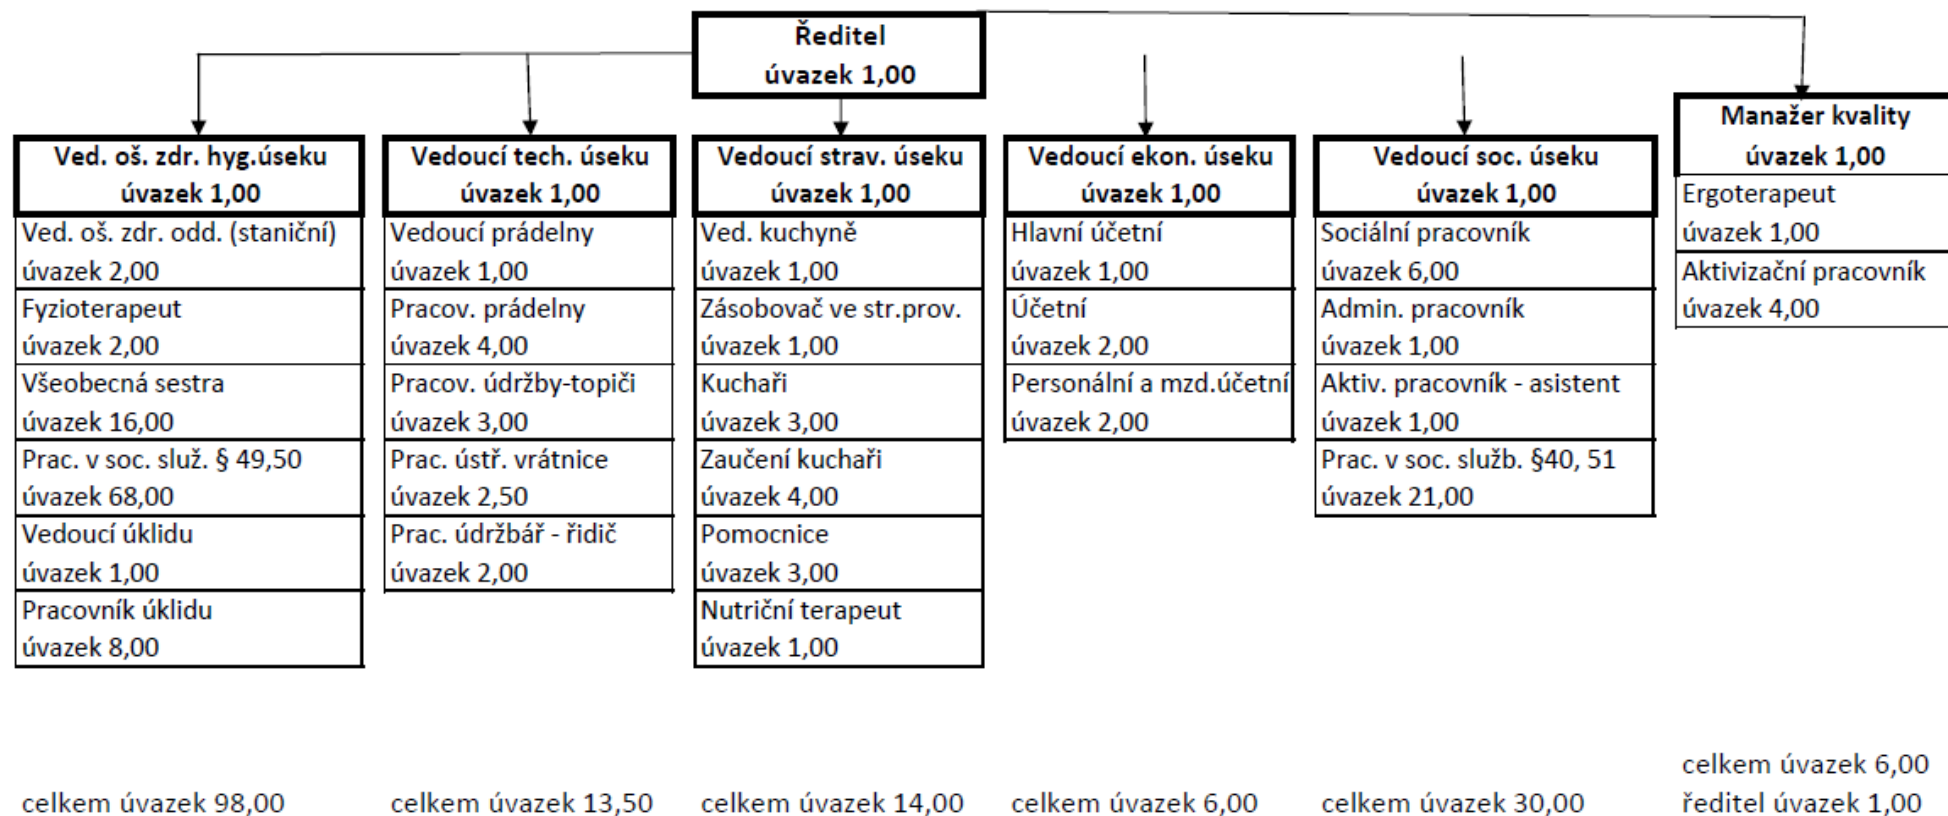 Ředitel
úvazek 1,00
Ved. oš. zdr. hyg.úseku
úvazek 1,00
Ved. oš. zdr. odd. (staniční)
úvazek 2,00
Fyzioterapeut
úvazek 2,00
Všeobecná sestra
úvazek 16,00
Prac. v soc. služ. § 49,50
úvazek 68,00
Vedoucí úklidu
úvazek 1,00
Pracovník úklidu
úvazek 8,00
celkem úvazek 98,00
Vedoucí tech. úseku
úvazek 1,00
Vedoucí prádelny
úvazek 1,00
Pracov. prádelny
úvazek 4,00
Pracov. údržby-topiči
úvazek 3,00
Prac. ústř. vrátnice
úvazek 2,50
Prac. údržbář - řidič
úvazek 2,00
celkem úvazek 13,50
Vedoucí strav. úseku
úvazek 1,00
Ved. kuchyně
úvazek 1,00
Zásobovač ve str.prov.
úvazek 1,00
Kuchaři
úvazek 3,00
Zaučení kuchaři
úvazek 4,00
Pomocnice
úvazek 3,00
Nutriční terapeut
úvazek 1,00
celkem úvazek 14,00
Vedoucí ekon. úseku
úvazek 1,00
Hlavní účetní
úvazek 1,00
Účetní
úvazek 2,00
Personální a mzd.účetní
úvazek 2,00
celkem úvazek 6,00
Vedoucí soc. úseku
úvazek 1,00
Sociální pracovník
úvazek 6,00
Admin. pracovník
úvazek 1,00
Aktiv. pracovník - asistent
úvazek 1,00
Prac. v soc. služb. §40, 51
úvazek 21,00
celkem úvazek 30,00
Manažer kvality
úvazek 1,00
Ergoterapeut
úvazek 1,00
Aktivizační pracovník
úvazek 4,00
celkem úvazek 6,00
ředitel úvazek 1,00